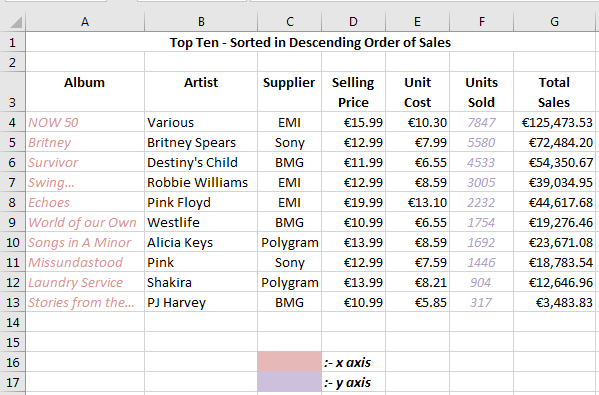 A B C D E F G
1 Top Ten - Sorted in Descending Order of Sales
2
3 Album Artist Supplier Selling Price Unit Cost Units Sold Total Sales
4 NOW 50 Various EMI €15.99 €10.30 7847 €125,473.53
5 Britney Britney Spears Sony €12.99 €7.99 5580 €72,484.20
6 Survivor Destiny's Child BMG €11.99 €6.55 4533 €54,350.67
7 Swing... Robbie Williams EMI €12.99 €8.59 3005 €39,034.95
8 Echoes Pink Floyd EMI €19.99 €13.10 2232 €44,617.68
9 World of our Own Westlife BMG €10.99 €6.55 1754 €19,276.46
10 Songs in A Minor Alicia Keys Polygram €13.99 €8.59 1692 €23,671.08
11 Missundastood Pink Sony €12.99 €7.59 1446 €18,783.54
12 Laundry Service Shakira Polygram €13.99 €8.21 904 €12,646.96
13 Stories from the... PJ Harvey BMG €10.99 €5.85 317 €3,483.83
14
15
16 :- x axis
17 :- y axis